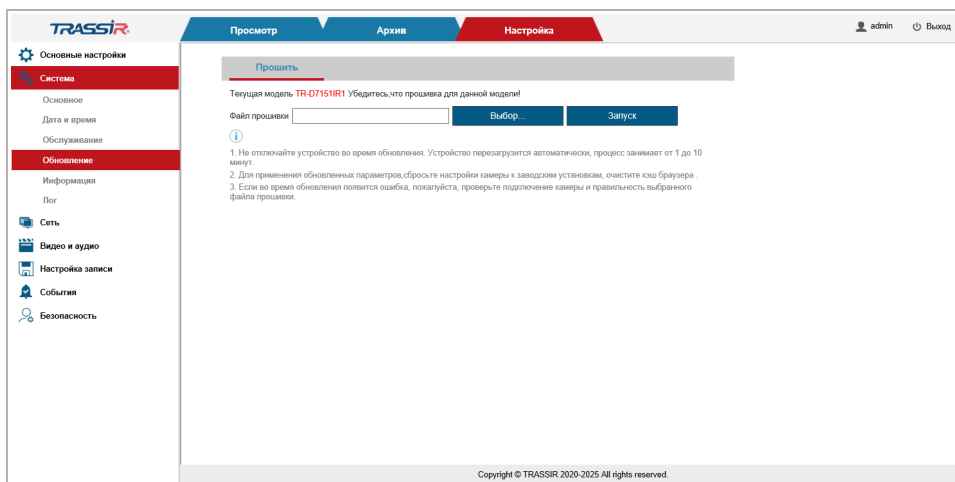 TRASSIR
Просмотр
Архив
Настройка
admin
Выход
Основные настройки
Система
Основное
Дата и время
Обслуживание
Обновление
Информация
Лог
Сеть
Видео и аудио
Настройка записи
События
Безопасность
Прошить
Текущая модель TR-D7151IR1 Убедитесь,что прошивка для данной модели!
Файл прошивки
Выбор...
Запуск
1. Не отключайте устройство во время обновления. Устройство перезагрузится автоматически, процесс занимает от 1 до 10
минут.
2. Для применения обновленных параметров,сбросьте настройки камеры к заводским установкам, очистите кэш браузера .
3. Если во время обновления появится ошибка, пожалуйста, проверьте подключение камеры и правильность выбранного
файла прошивки.
Copyright © TRASSIR 2020-2025 All rights reserved.